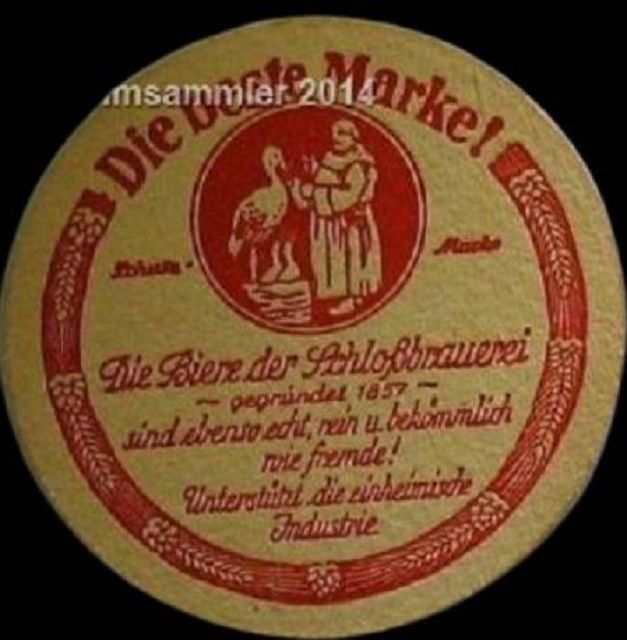 Die beste Marke!
msammler 2014
Schutz- Marke
Die Biere der Schloßbrauerei
~ gegründet 1857 ~
sind ebenso echt, rein u. bekömmlich
wie fremde!
Unterstützt die einheimische
Industrie